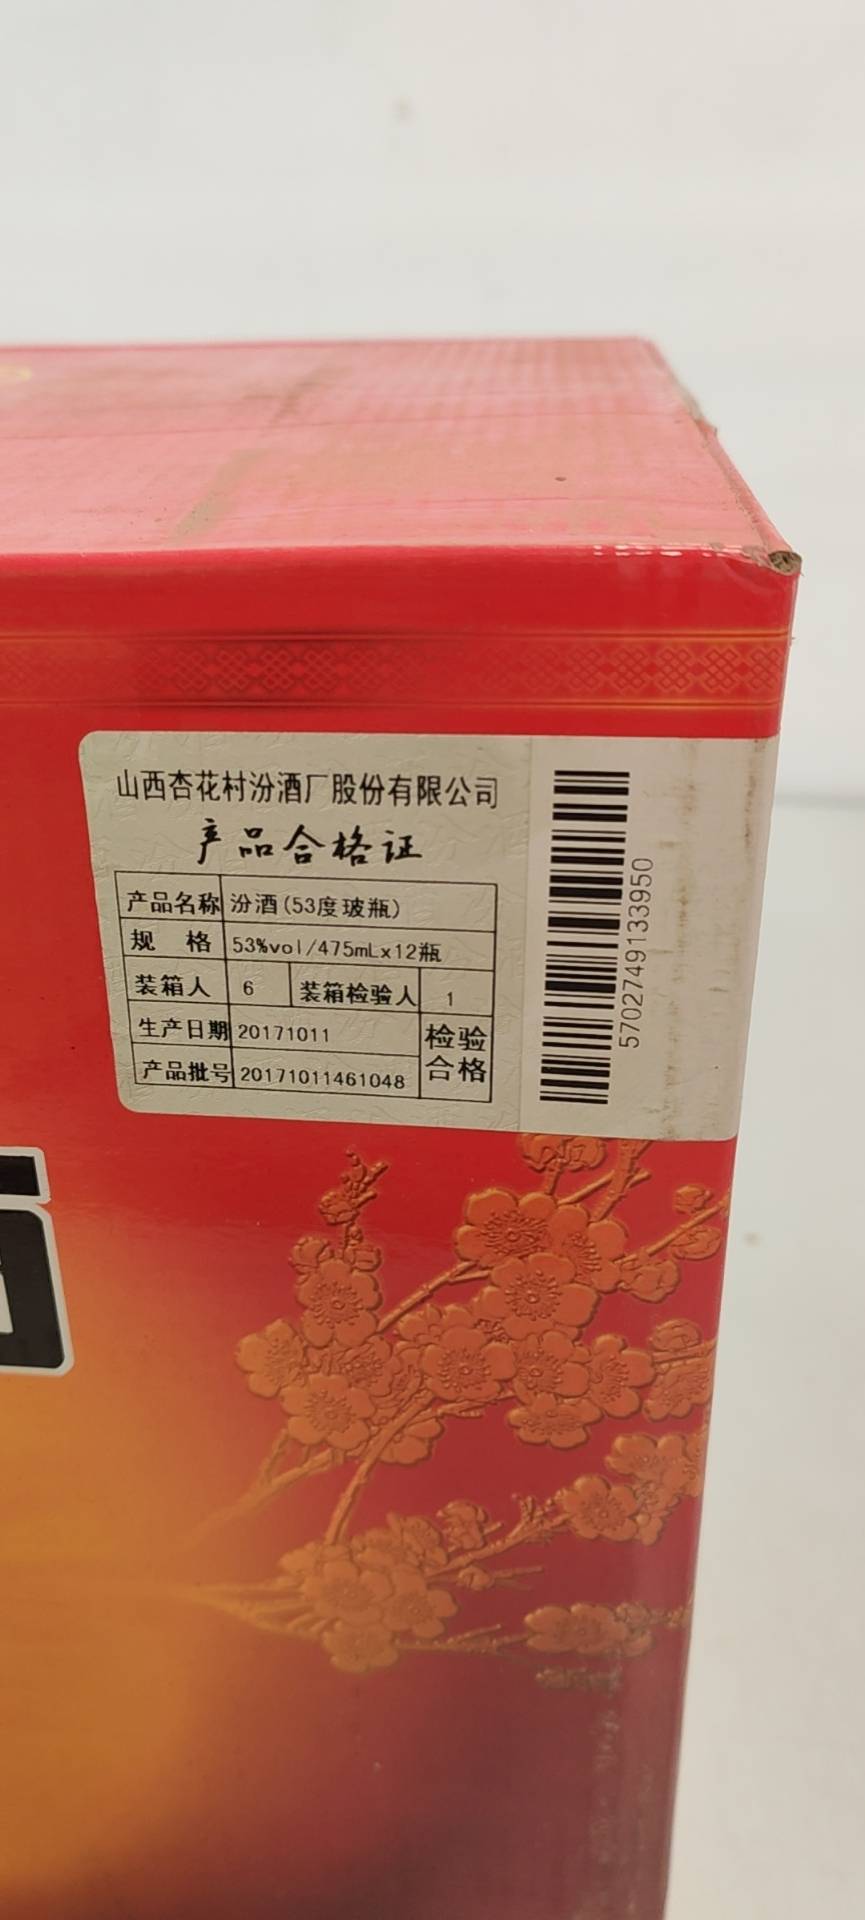 山西杏花村汾酒厂股份有限公司
产品合格证
产品名称 汾酒(53度玻瓶)
规 格 53%vol/475mLx12瓶
装箱人 6 装箱检验人 1
生产日期 20171011 检验
产品批号 20171011461048 合格
5702749133950